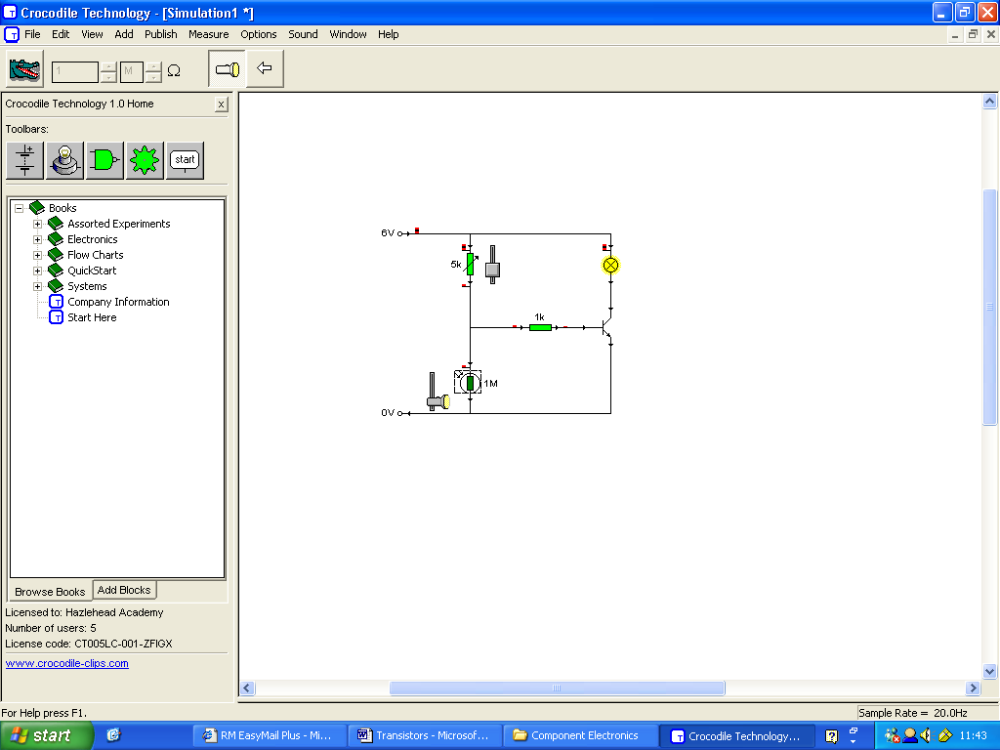 Crocodile Technology - [Simulation1 *]
File Edit View Add Publish Measure Options Sound Window Help
1 M Ω
Crocodile Technology 1.0 Home x
Toolbars:
start
Books
Assorted Experiments
Electronics
Flow Charts
QuickStart
Systems
Company Information
Start Here
Browse Books Add Blocks
Licensed to: Hazlehead Academy
Number of users: 5
License code: CT005LC-001-ZFIGX
www.crocodile-clips.com
6V
5k
1k
1M
0V
For Help press F1. Sample Rate = 20.0Hz
start RM EasyMail Plus - Mi... Transistors - Microsof... Component Electronics Crocodile Technology... 11:43